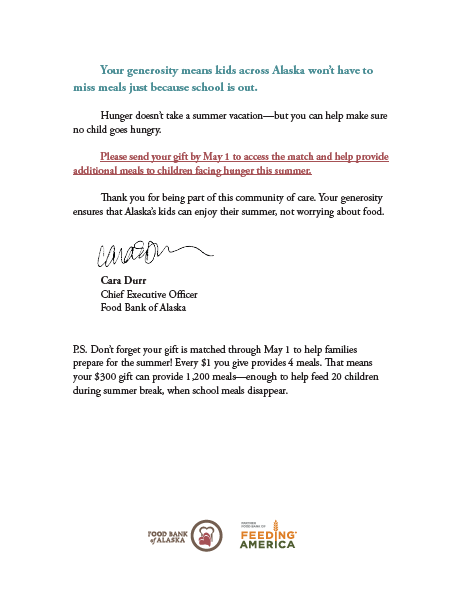 Your generosity means kids across Alaska won't have to
miss meals just because school is out.
Hunger doesn't take a summer vacation—but you can help make sure
no child goes hungry.
Please send your gift by May 1 to access the match and help provide
additional meals to children facing hunger this summer.
Thank you for being part of this community of care. Your generosity
ensures that Alaska's kids can enjoy their summer, not worrying about food.
Cara Durr
Chief Executive Officer
Food Bank of Alaska
P.S. Don't forget your gift is matched through May 1 to help families
prepare for the summer! Every $1 you give provides 4 meals. That means
your $300 gift can provide 1,200 meals—enough to help feed 20 children
during summer break, when school meals disappear.
FOOD BANK
of ALASKA
FEEDING
AMERICA